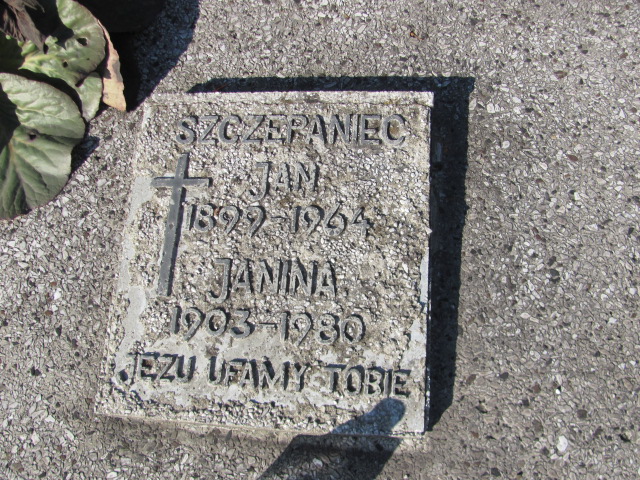 SZCZEPANIEC
JAN
1899-1964
JANINA
1903-1980
JEZU UFAMY TOBIE